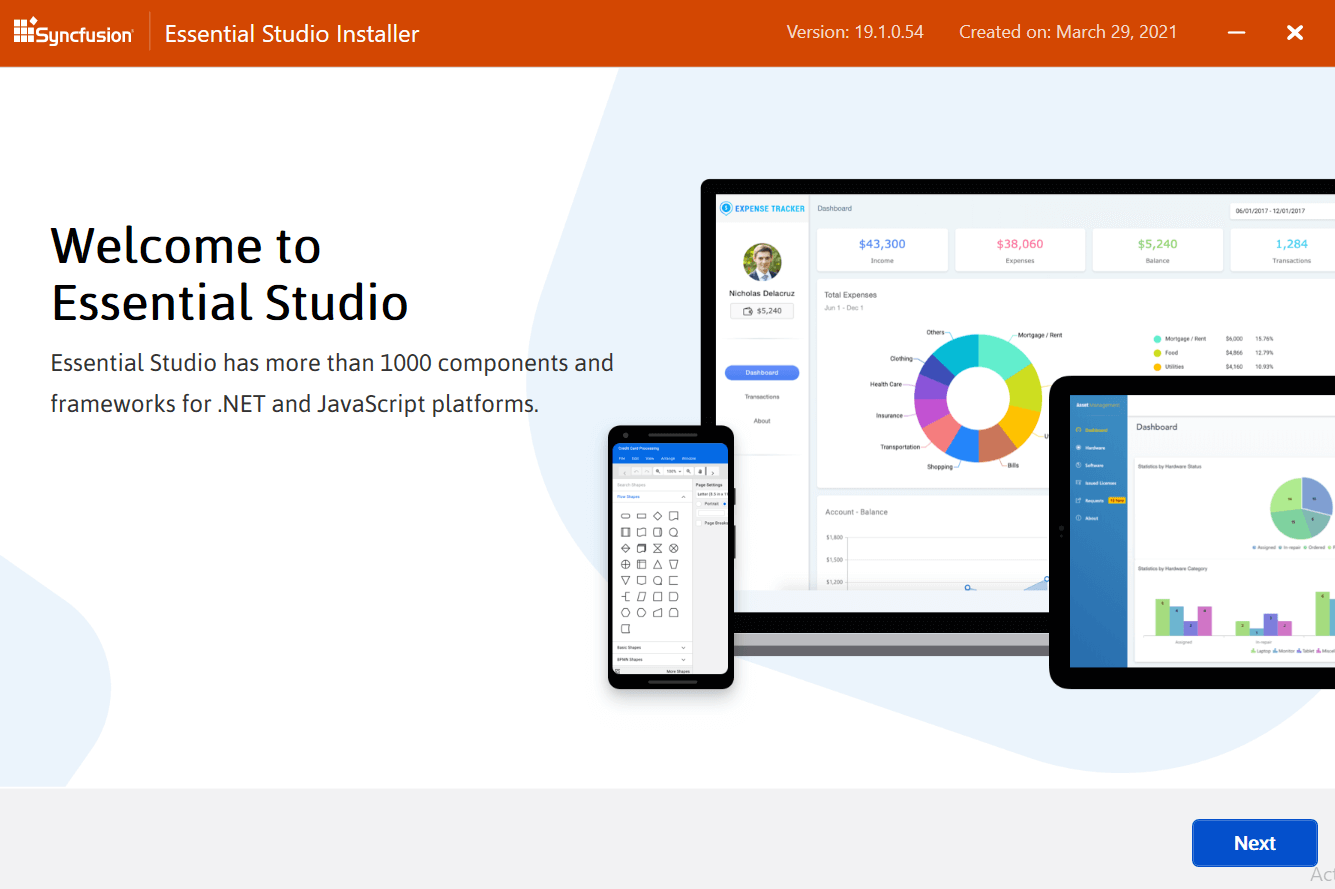 Syncfusion
Essential Studio Installer
Version: 19.1.0.54
Created on: March 29, 2021
Welcome to
Essential Studio
Essential Studio has more than 1000 components and
frameworks for .NET and JavaScript platforms.
EXPENSE TRACKER
Dashboard
06/01/2017 - 12/01/2017
$43,300
Income
$38,060
Expenses
$5,240
Balance
1,284
Transactions
Nicholas Delacruz
$5,240
Dashboard
Transactions
About
Total Expenses
Jun 1 - Dec 1
Others
Mortgage / Rent
Clothing
Health Care
Insurance
Transportation
Shopping
Bills
U
Mortgage / Rent $6,000 15.76%
Food $4,866 12.79%
Utilities $4,160 10.93%
Account - Balance
$1,800
$1,500
$1,200
Credit Card Processing
File Edit View Arrange Window
100%
Search Shapes
Flow Shapes
Basic Shapes
BPMN Shapes
More Shapes
Page Settings
Portrait
Page Breaks
Asset Management
Dashboard
Hardware
Software
Issued Licenses
Requests
About
Dashboard
Statistics by Hardware Status
Assigned In-repair Ordered
Statistics by Hardware Category
Assigned
In-repair
Laptop Monitor Tablet
Next
Act